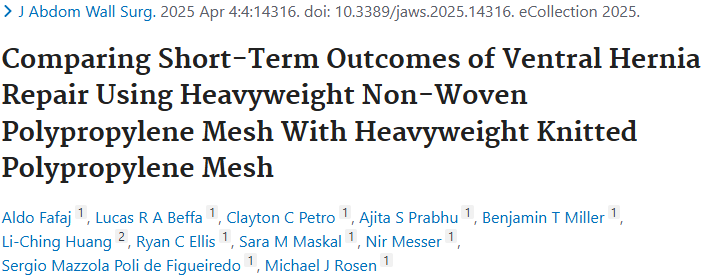 J Abdom Wall Surg. 2025 Apr 4:4:14316. doi: 10.3389/jaws.2025.14316. eCollection 2025.
Comparing Short-Term Outcomes of Ventral Hernia
Repair Using Heavyweight Non-Woven
Polypropylene Mesh With Heavyweight Knitted
Polypropylene Mesh
Aldo Fafaj 1, Lucas R A Beffa 1, Clayton C Petro 1, Ajita S Prabhu 1, Benjamin T Miller 1,
Li-Ching Huang 2, Ryan C Ellis 1, Sara M Maskal 1, Nir Messer 1,
Sergio Mazzola Poli de Figueiredo 1, Michael J Rosen 1